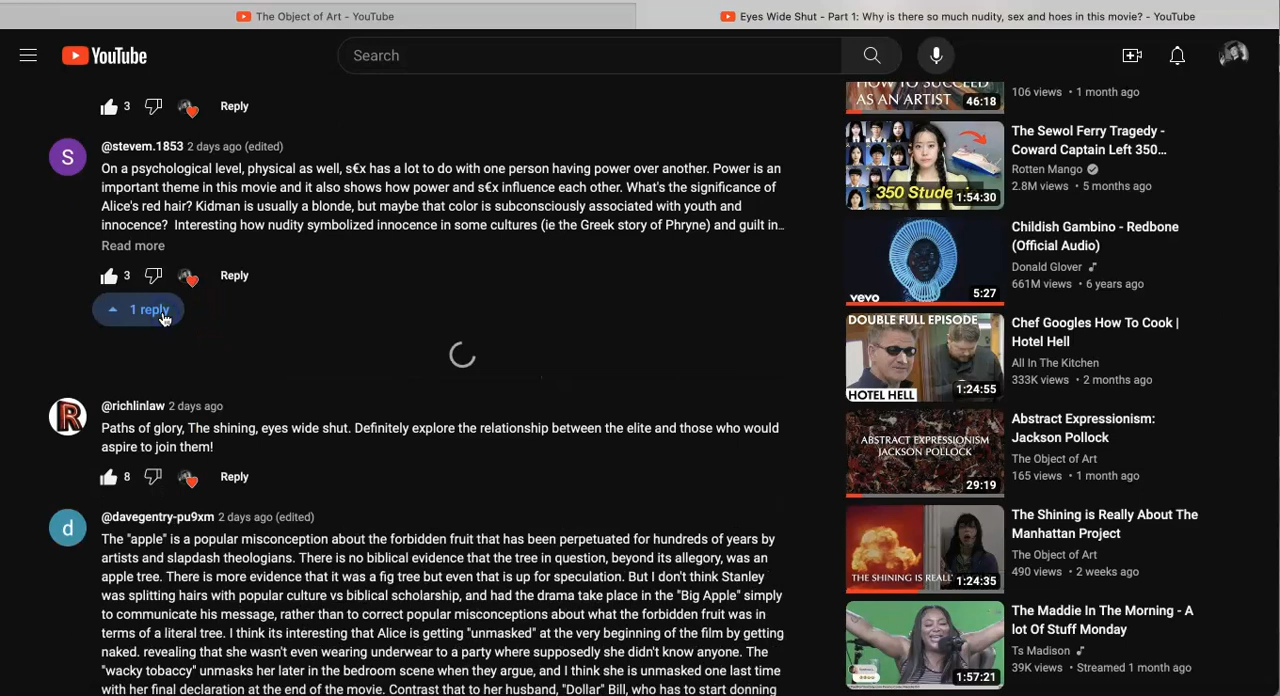 The Object of Art - YouTube
Eyes Wide Shut - Part 1: Why is there so much nudity, sex and hoes in this movie? - YouTube
YouTube
Search
3
Reply
@stevem.1853 2 days ago (edited)
On a psychological level, physical as well, s€x has a lot to do with one person having power over another. Power is an
important theme in this movie and it also shows how power and s€x influence each other. What's the significance of
Alice's red hair? Kidman is usually a blonde, but maybe that color is subconsciously associated with youth and
innocence? Interesting how nudity symbolized innocence in some cultures (ie the Greek story of Phryne) and guilt in...
Read more
3
Reply
1 reply
@richlinlaw 2 days ago
Paths of glory, The shining, eyes wide shut. Definitely explore the relationship between the elite and those who would
aspire to join them!
8
Reply
@davegentry-pu9xm 2 days ago (edited)
The "apple" is a popular misconception about the forbidden fruit that has been perpetuated for hundreds of years by
artists and slapdash theologians. There is no biblical evidence that the tree in question, beyond its allegory, was an
apple tree. There is more evidence that it was a fig tree but even that is up for speculation. But I don't think Stanley
was splitting hairs with popular culture vs biblical scholarship, and had the drama take place in the "Big Apple" simply
to communicate his message, rather than to correct popular misconceptions about what the forbidden fruit was in
terms of a literal tree. I think its interesting that Alice is getting "unmasked" at the very beginning of the film by getting
naked. revealing that she wasn't even wearing underwear to a party where supposedly she didn't know anyone. The
"wacky tobaccy" unmasks her later in the bedroom scene when they argue, and I think she is unmasked one last time
with her final declaration at the end of the movie. Contrast that to her husband, "Dollar" Bill, who has to start donning
S
R
d
HOW TO SUCCEED
AS AN ARTIST
46:18
106 views • 1 month ago
350 Stude
1:54:30
The Sewol Ferry Tragedy -
Coward Captain Left 350...
Rotten Mango
2.8M views • 5 months ago
vevo
5:27
Childish Gambino - Redbone
(Official Audio)
Donald Glover
661M views • 6 years ago
DOUBLE FULL EPISODE
HOTEL HELL
1:24:55
Chef Googles How To Cook |
Hotel Hell
All In The Kitchen
333K views • 2 months ago
ABSTRACT EXPRESSIONISM
JACKSON POLLOCK
29:19
Abstract Expressionism:
Jackson Pollock
The Object of Art
165 views • 1 month ago
THE SHINING IS REALL
1:24:35
The Shining is Really About The
Manhattan Project
The Object of Art
490 views • 2 weeks ago
1:57:21
The Maddie In The Morning - A
lot Of Stuff Monday
Ts Madison
39K views • Streamed 1 month ago